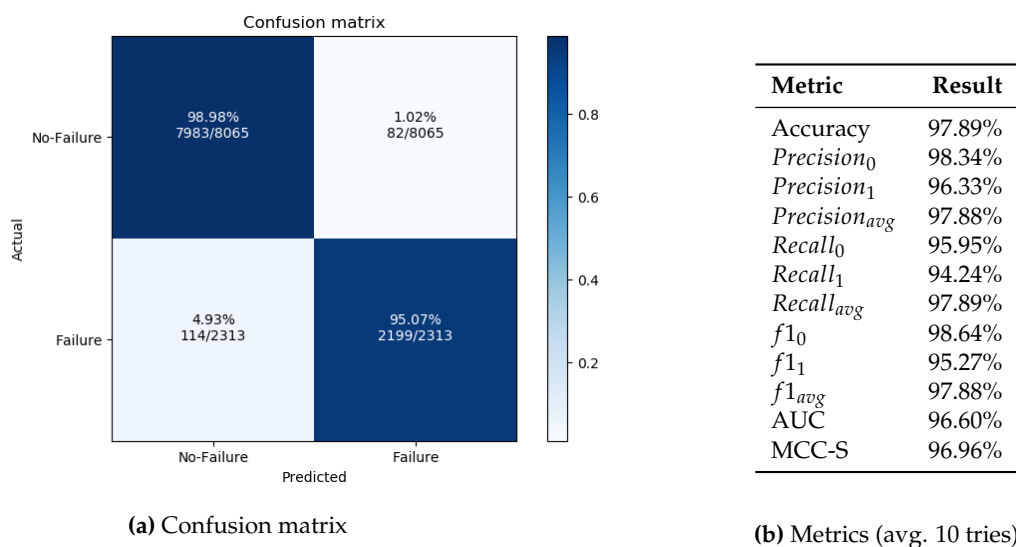 Confusion matrix
98.98%
7983/8065
1.02%
82/8065
4.93%
114/2313
95.07%
2199/2313
No-Failure
Failure
Actual
No-Failure
Failure
Predicted
0.8
0.6
0.4
0.2
(a) Confusion matrix
Metric Result
Accuracy 97.89%
Precision0 98.34%
Precision1 96.33%
Precisionavg 97.88%
Recall0 95.95%
Recall1 94.24%
Recallavg 97.89%
f10 98.64%
f11 95.27%
f1avg 97.88%
AUC 96.60%
MCC-S 96.96%
(b) Metrics (avg. 10 tries)